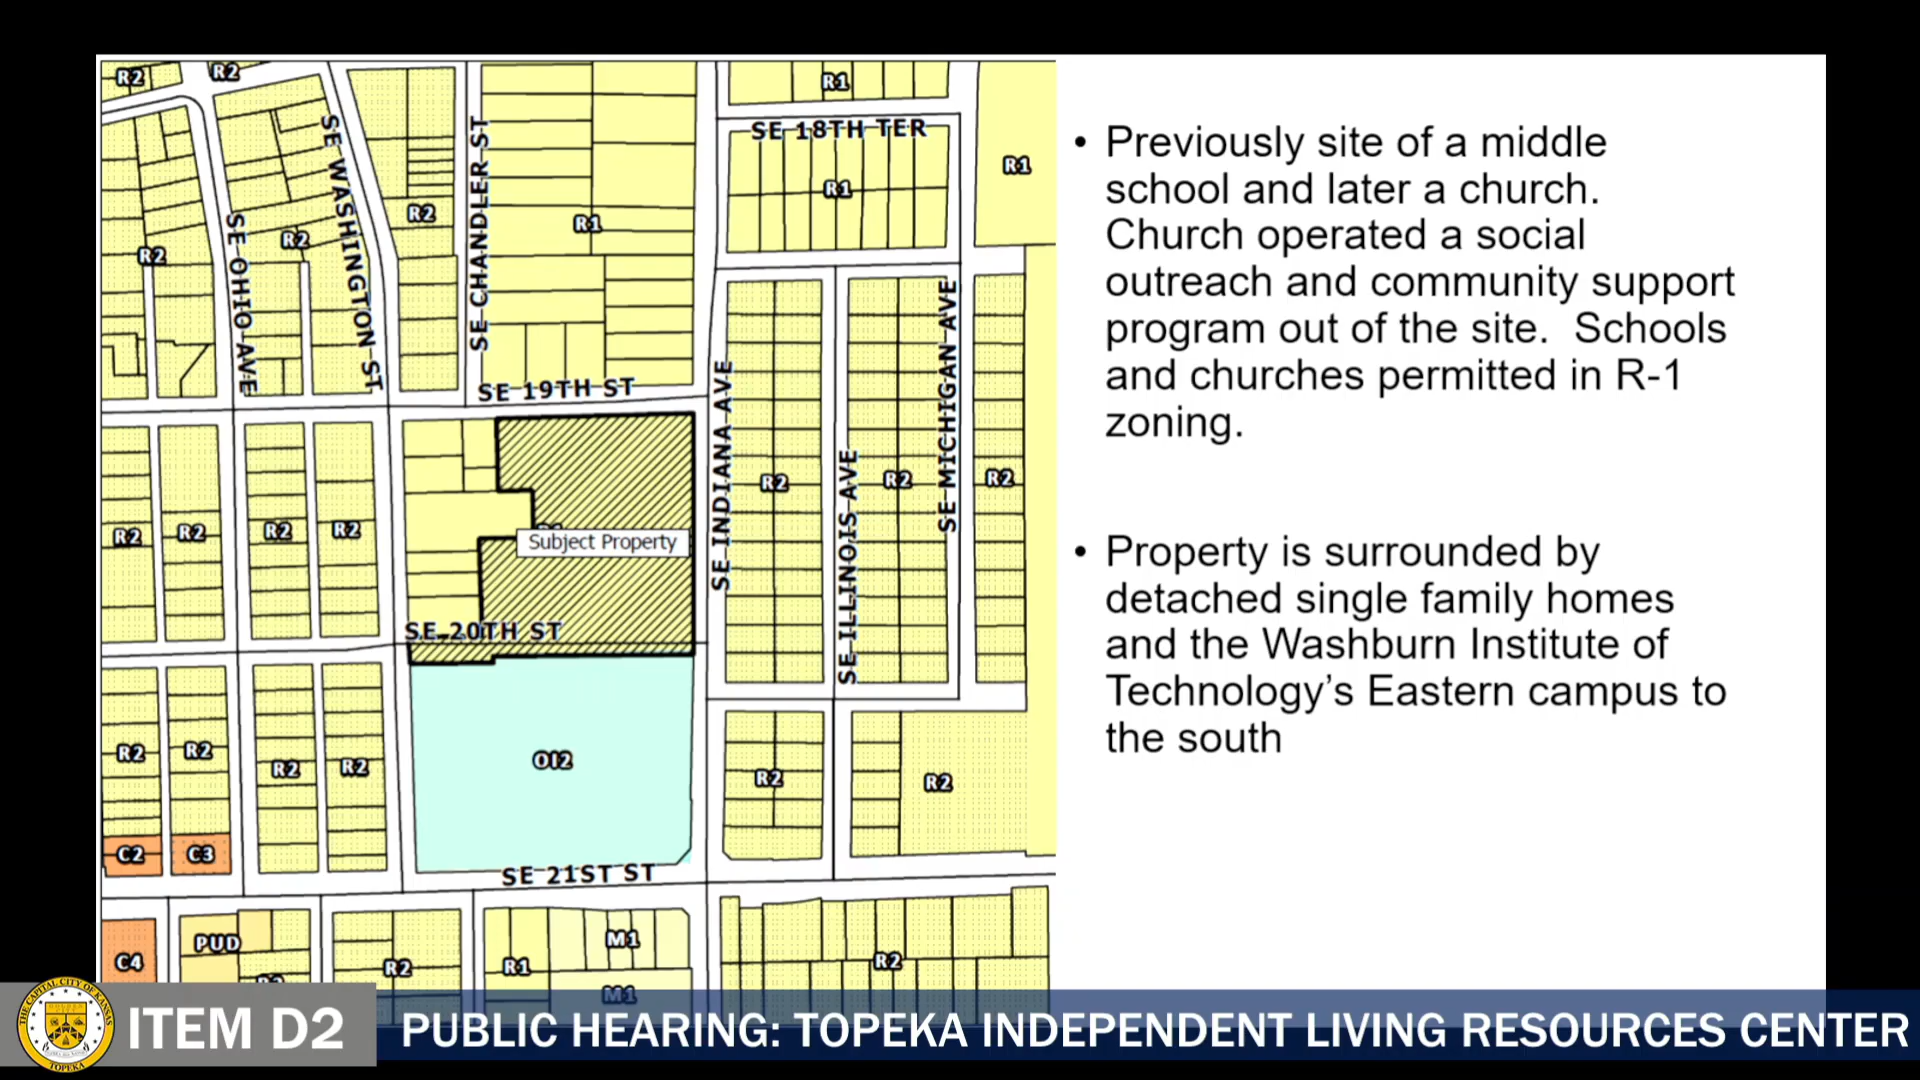 R2
R2
R1
SE 18TH TER
R1
R1
SE WASHINGTON ST
SE CHANDLER ST
R2
R1
SE OHIO AVE
R2
R2
SE 19TH ST
SE INDIANA AVE
SE MICHIGAN AVE
SE ILLINOIS AVE
R2
R2
R2
R2
R2
R2
R2
Subject Property
SE 20TH ST
R2
R2
R2
R2
OI2
R2
R2
C2
C3
SE 21ST ST
C4
PUD
R2
R1
M1
M1
R2
• Previously site of a middle
school and later a church.
Church operated a social
outreach and community support
program out of the site. Schools
and churches permitted in R-1
zoning.
• Property is surrounded by
detached single family homes
and the Washburn Institute of
Technology’s Eastern campus to
the south
THE CAPITAL CITY OF KANSAS
TOPEKA
ITEM D2
PUBLIC HEARING: TOPEKA INDEPENDENT LIVING RESOURCES CENTER